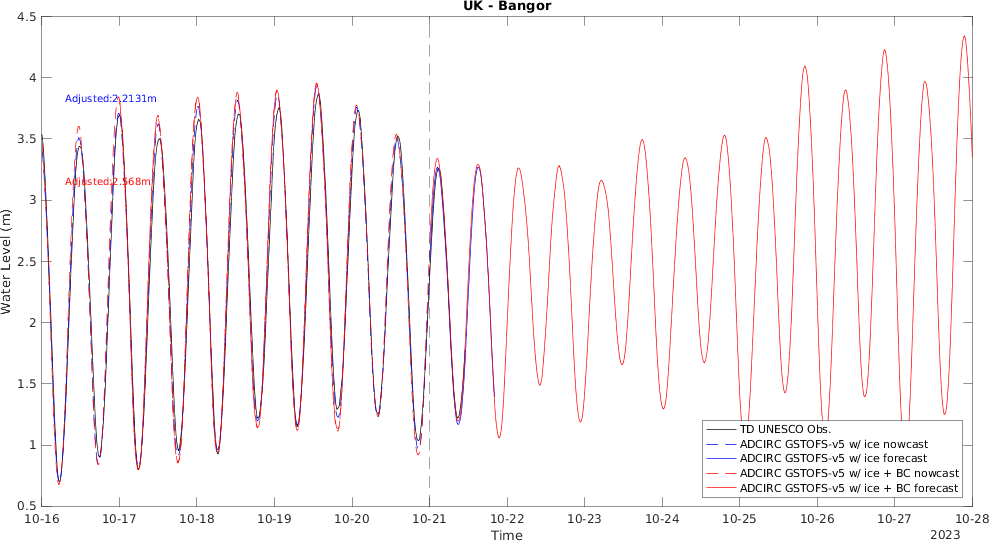 UK - Bangor
4.5
4
3.5
3
2.5
2
1.5
1
0.5
Water Level (m)
Adjusted:2.2131m
Adjusted:2.568m
TD UNESCO Obs.
ADCIRC GSTOFS-v5 w/ ice nowcast
ADCIRC GSTOFS-v5 w/ ice forecast
ADCIRC GSTOFS-v5 w/ ice + BC nowcast
ADCIRC GSTOFS-v5 w/ ice + BC forecast
10-16 10-17 10-18 10-19 10-20 10-21 10-22 10-23 10-24 10-25 10-26 10-27 10-28
Time
2023